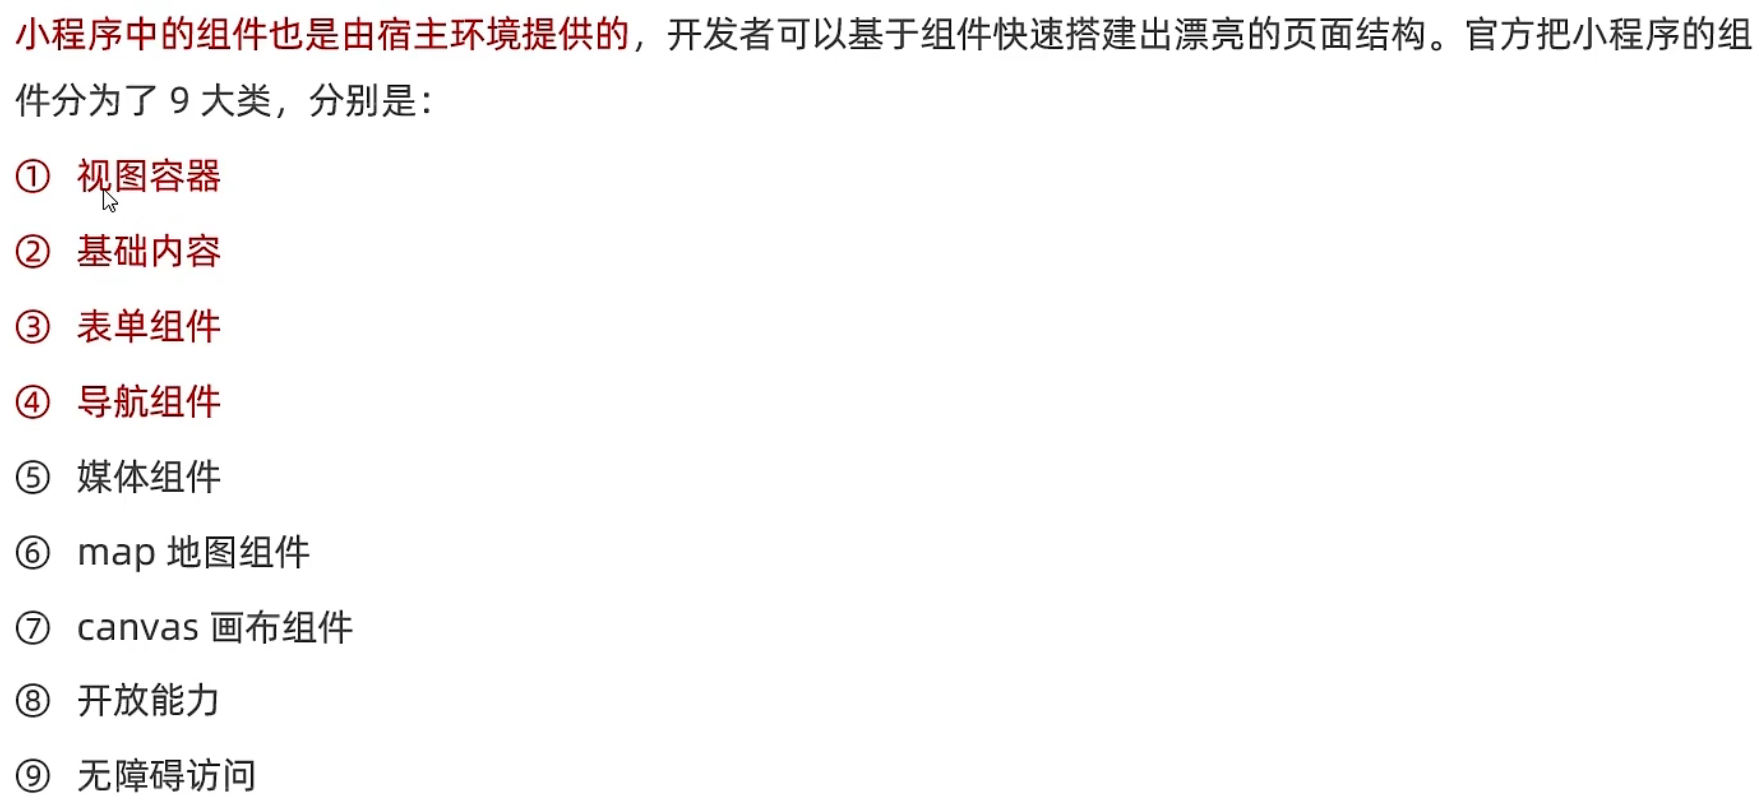 小程序中的组件也是由宿主环境提供的，开发者可以基于组件快速搭建出漂亮的页面结构。官方把小程序的组
件分为了 9 大类，分别是：
① 视图容器
② 基础内容
③ 表单组件
④ 导航组件
⑤ 媒体组件
⑥ map 地图组件
⑦ canvas 画布组件
⑧ 开放能力
⑨ 无障碍访问